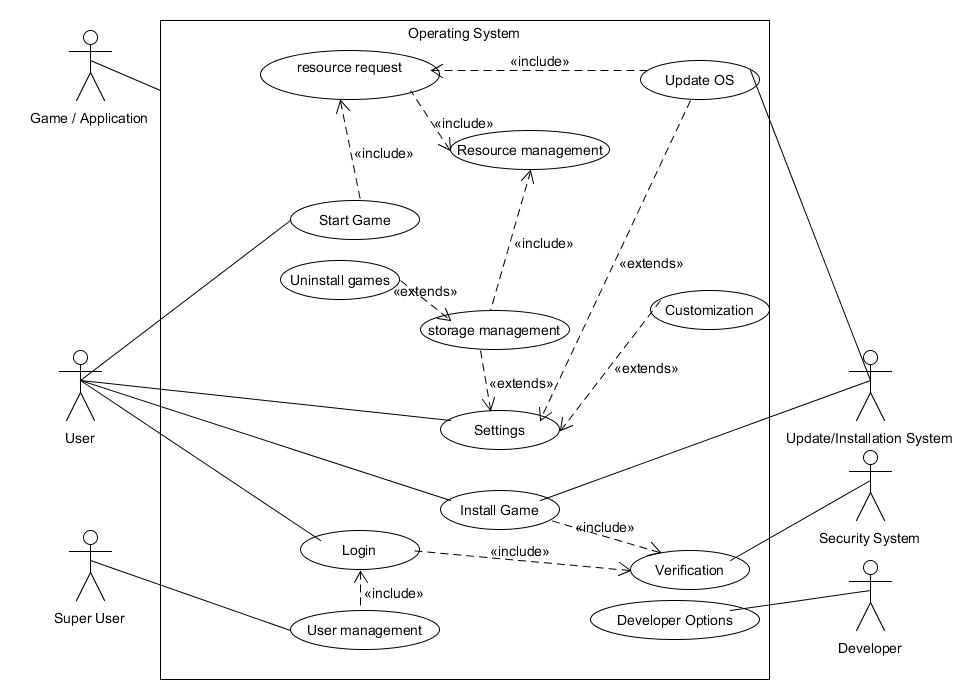 Operating System
resource request
«include»
Update OS
Game / Application
«include»
Resource management
«include»
Start Game
«include»
«extends»
Uninstall games
«extends»
Customization
storage management
«extends»
«extends»
Settings
User
Update/Installation System
Install Game
«include»
Security System
Login
«include»
Verification
«include»
Super User
User management
Developer Options
Developer